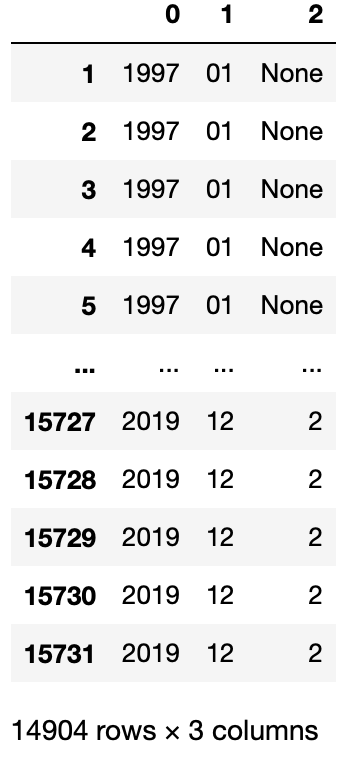 0 1 2
1 1997 01 None
2 1997 01 None
3 1997 01 None
4 1997 01 None
5 1997 01 None
... ... ... ...
15727 2019 12 2
15728 2019 12 2
15729 2019 12 2
15730 2019 12 2
15731 2019 12 2
14904 rows × 3 columns